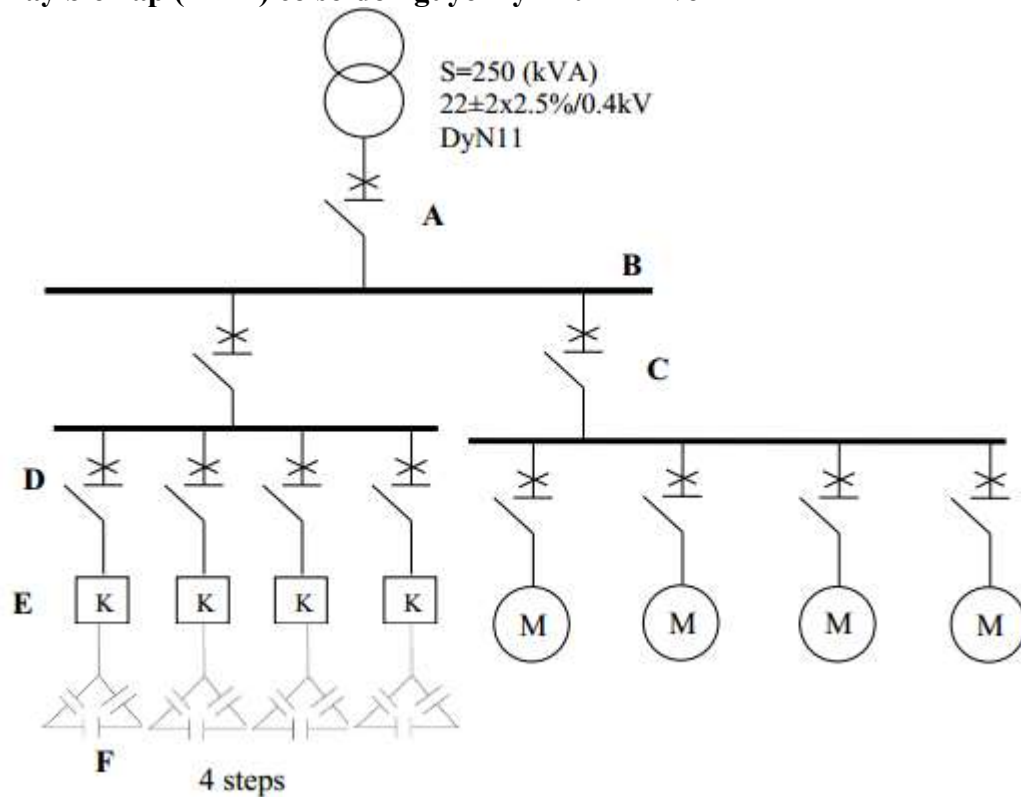 S=250 (kVA)
22±2x2.5%/0.4kV
DyN11
A
B
C
D
E
K K K K
M M M M
F
4 steps